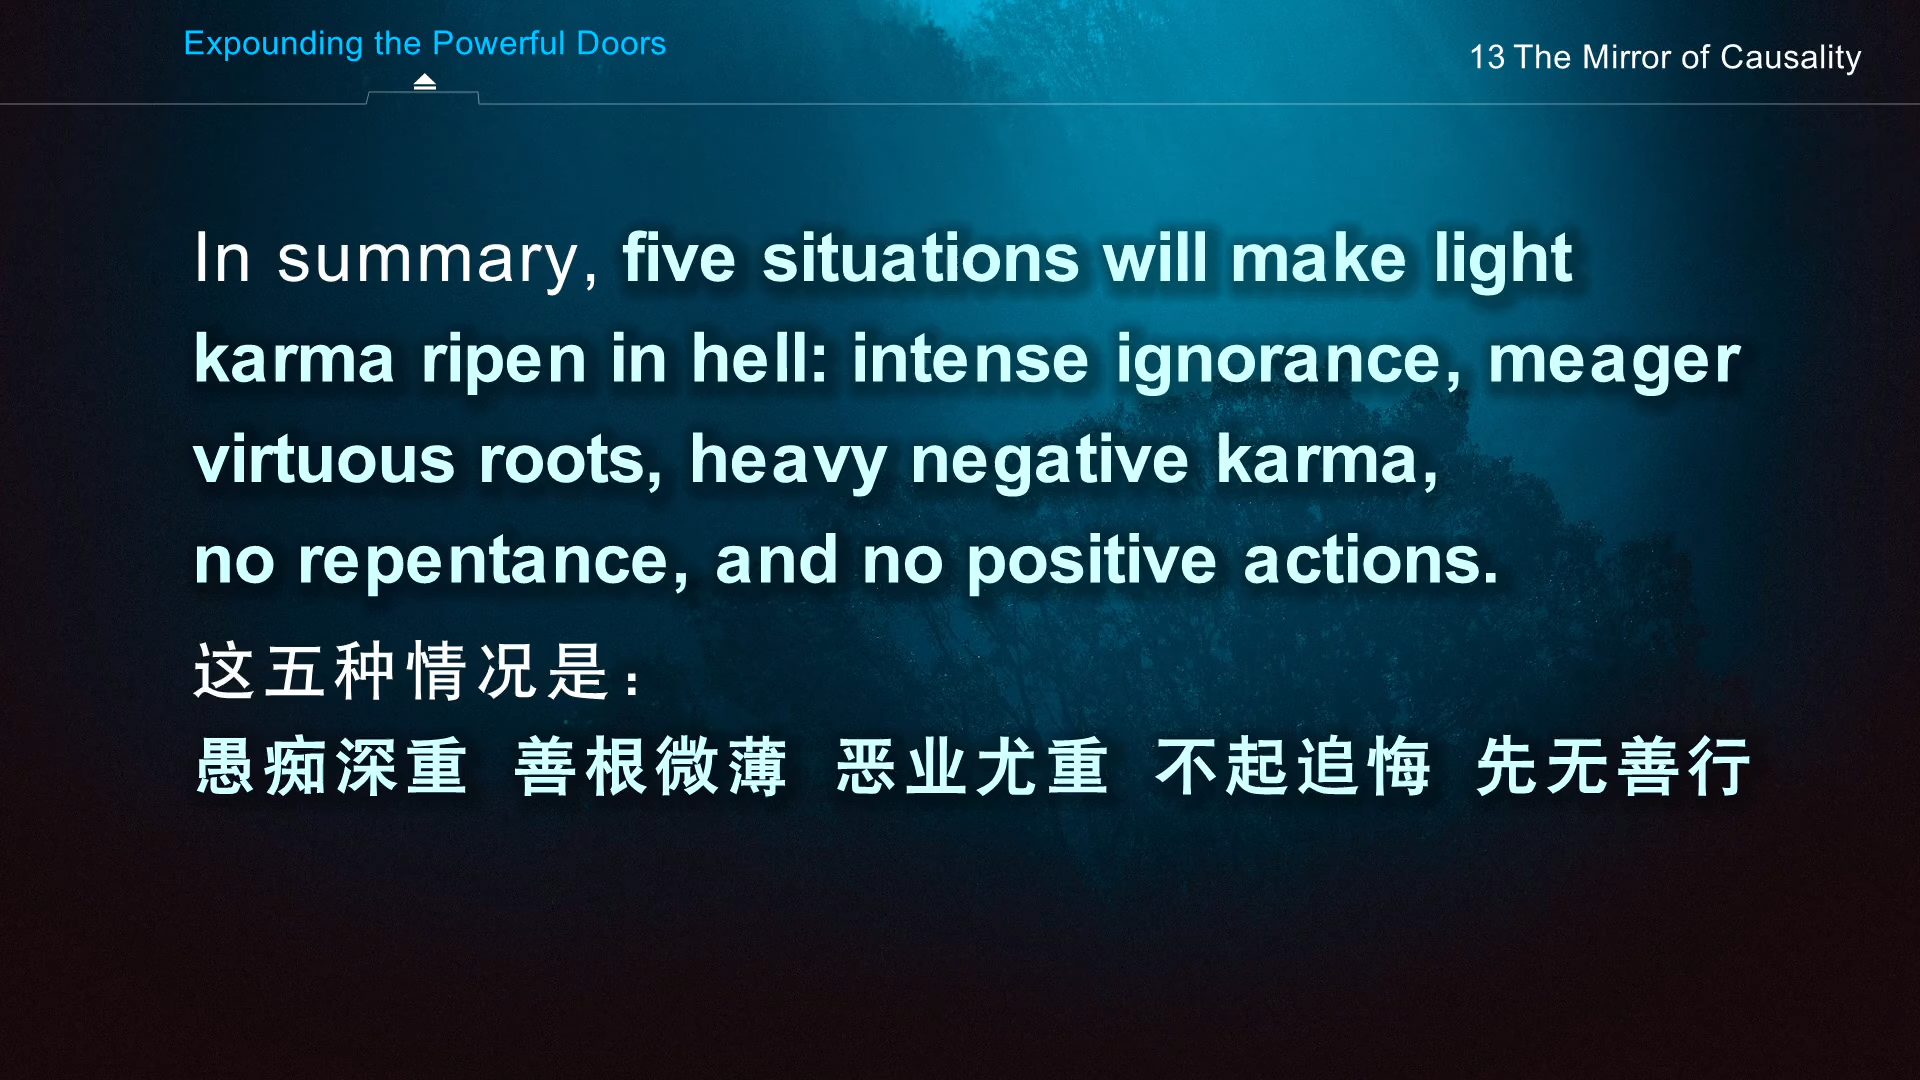 Expounding the Powerful Doors
13 The Mirror of Causality
In summary, five situations will make light
karma ripen in hell: intense ignorance, meager
virtuous roots, heavy negative karma,
no repentance, and no positive actions.
这五种情况是：
愚痴深重 善根微薄 恶业尤重 不起追悔 先无善行